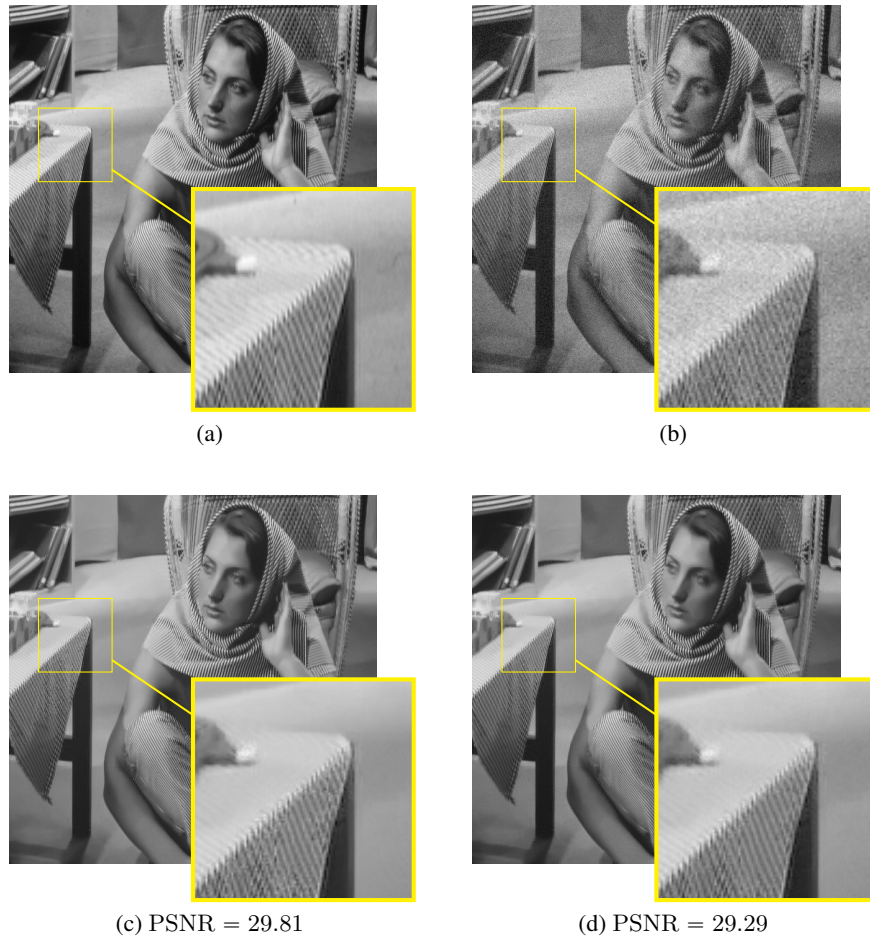 (a)
(b)
(c) PSNR = 29.81
(d) PSNR = 29.29